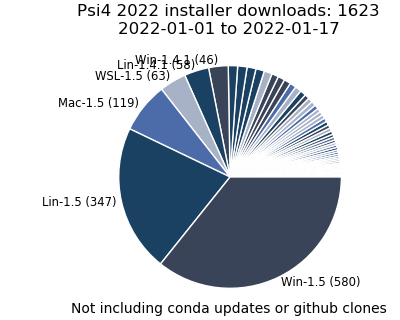 Psi4 2022 installer downloads: 1623
2022-01-01 to 2022-01-17
Win-1.4.1 (46)
Lin-1.4.1 (58)
WSL-1.5 (63)
Mac-1.5 (119)
Lin-1.5 (347)
Win-1.5 (580)
Not including conda updates or github clones